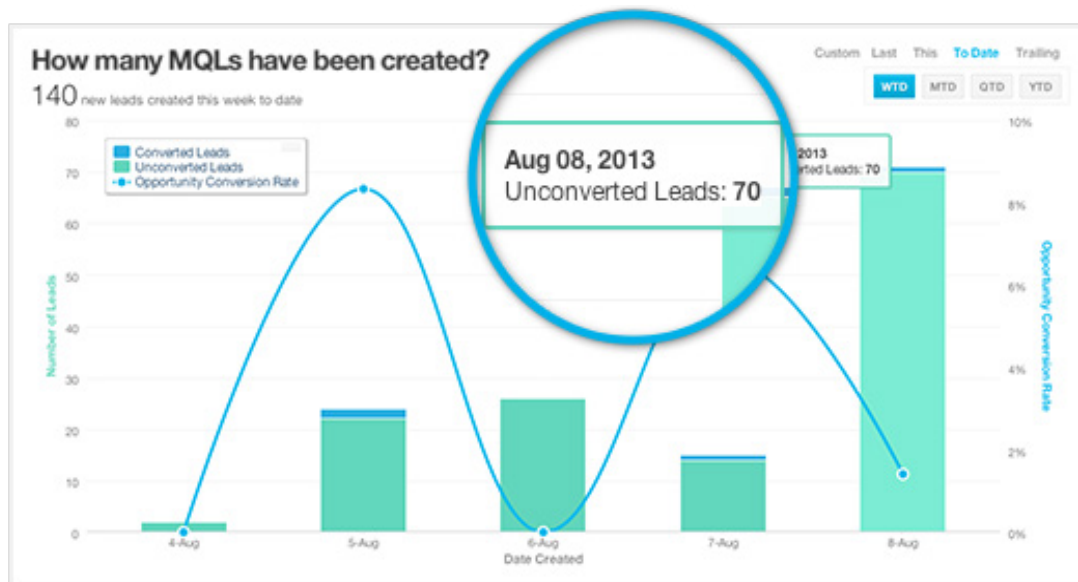 How many MQLs have been created?
140 new leads created this week to date
Custom Last This To Date Trailing
WTD MTD QTD YTD
Converted Leads
Unconverted Leads
Opportunity Conversion Rate
Aug 08, 2013
Unconverted Leads: 70
2013
Leads: 70
Number of Leads
80
70
60
50
40
30
20
10
0
10%
8%
6%
4%
2%
0%
Opportunity Conversion Rate
4-Aug 5-Aug 6-Aug 7-Aug 8-Aug
Date Created